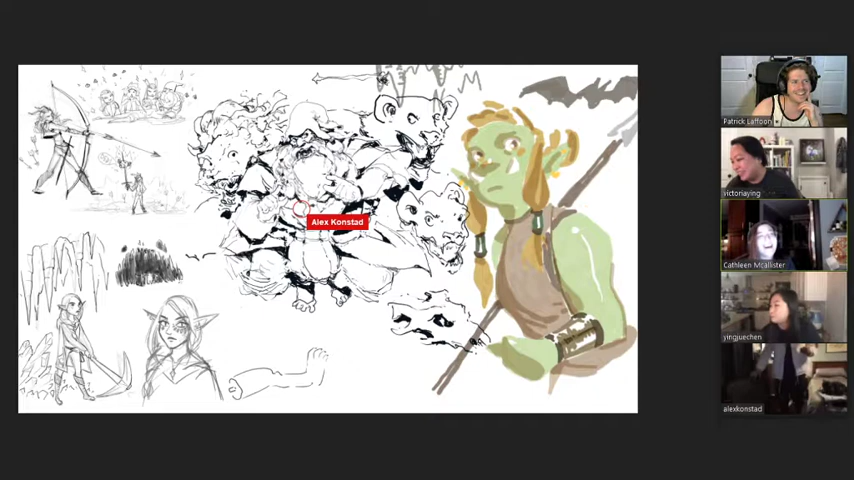 Patrick Laffoon
victoriaying
Alex Konstad
Cathleen Mcallister
yingjuechen
alexkonstad